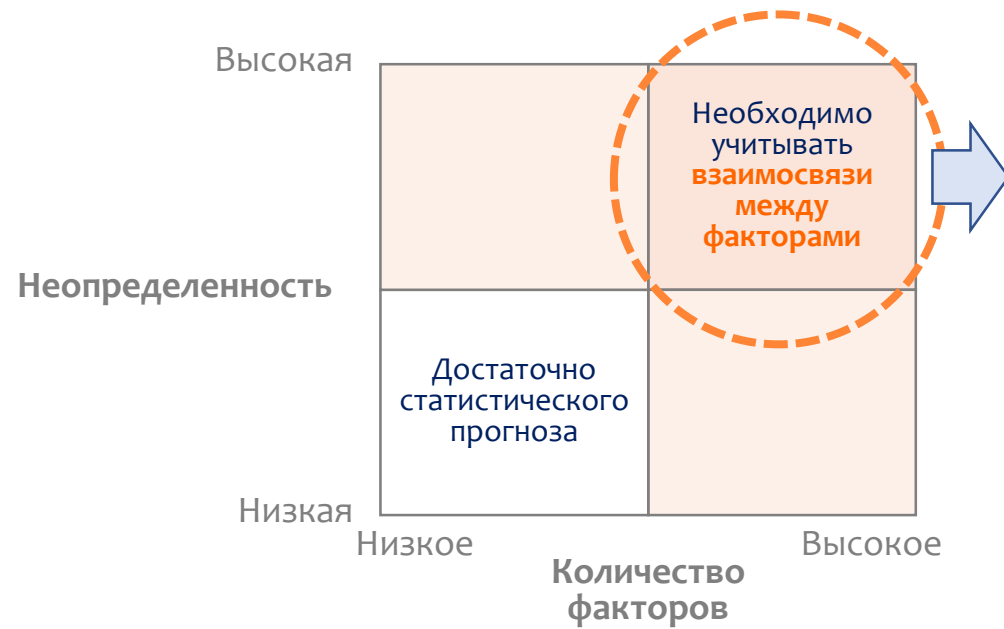 Высокая
Необходимо
учитывать
взаимосвязи
между
факторами
Неопределенность
Достаточно
статистического
прогноза
Низкая
Низкое
Высокое
Количество
факторов